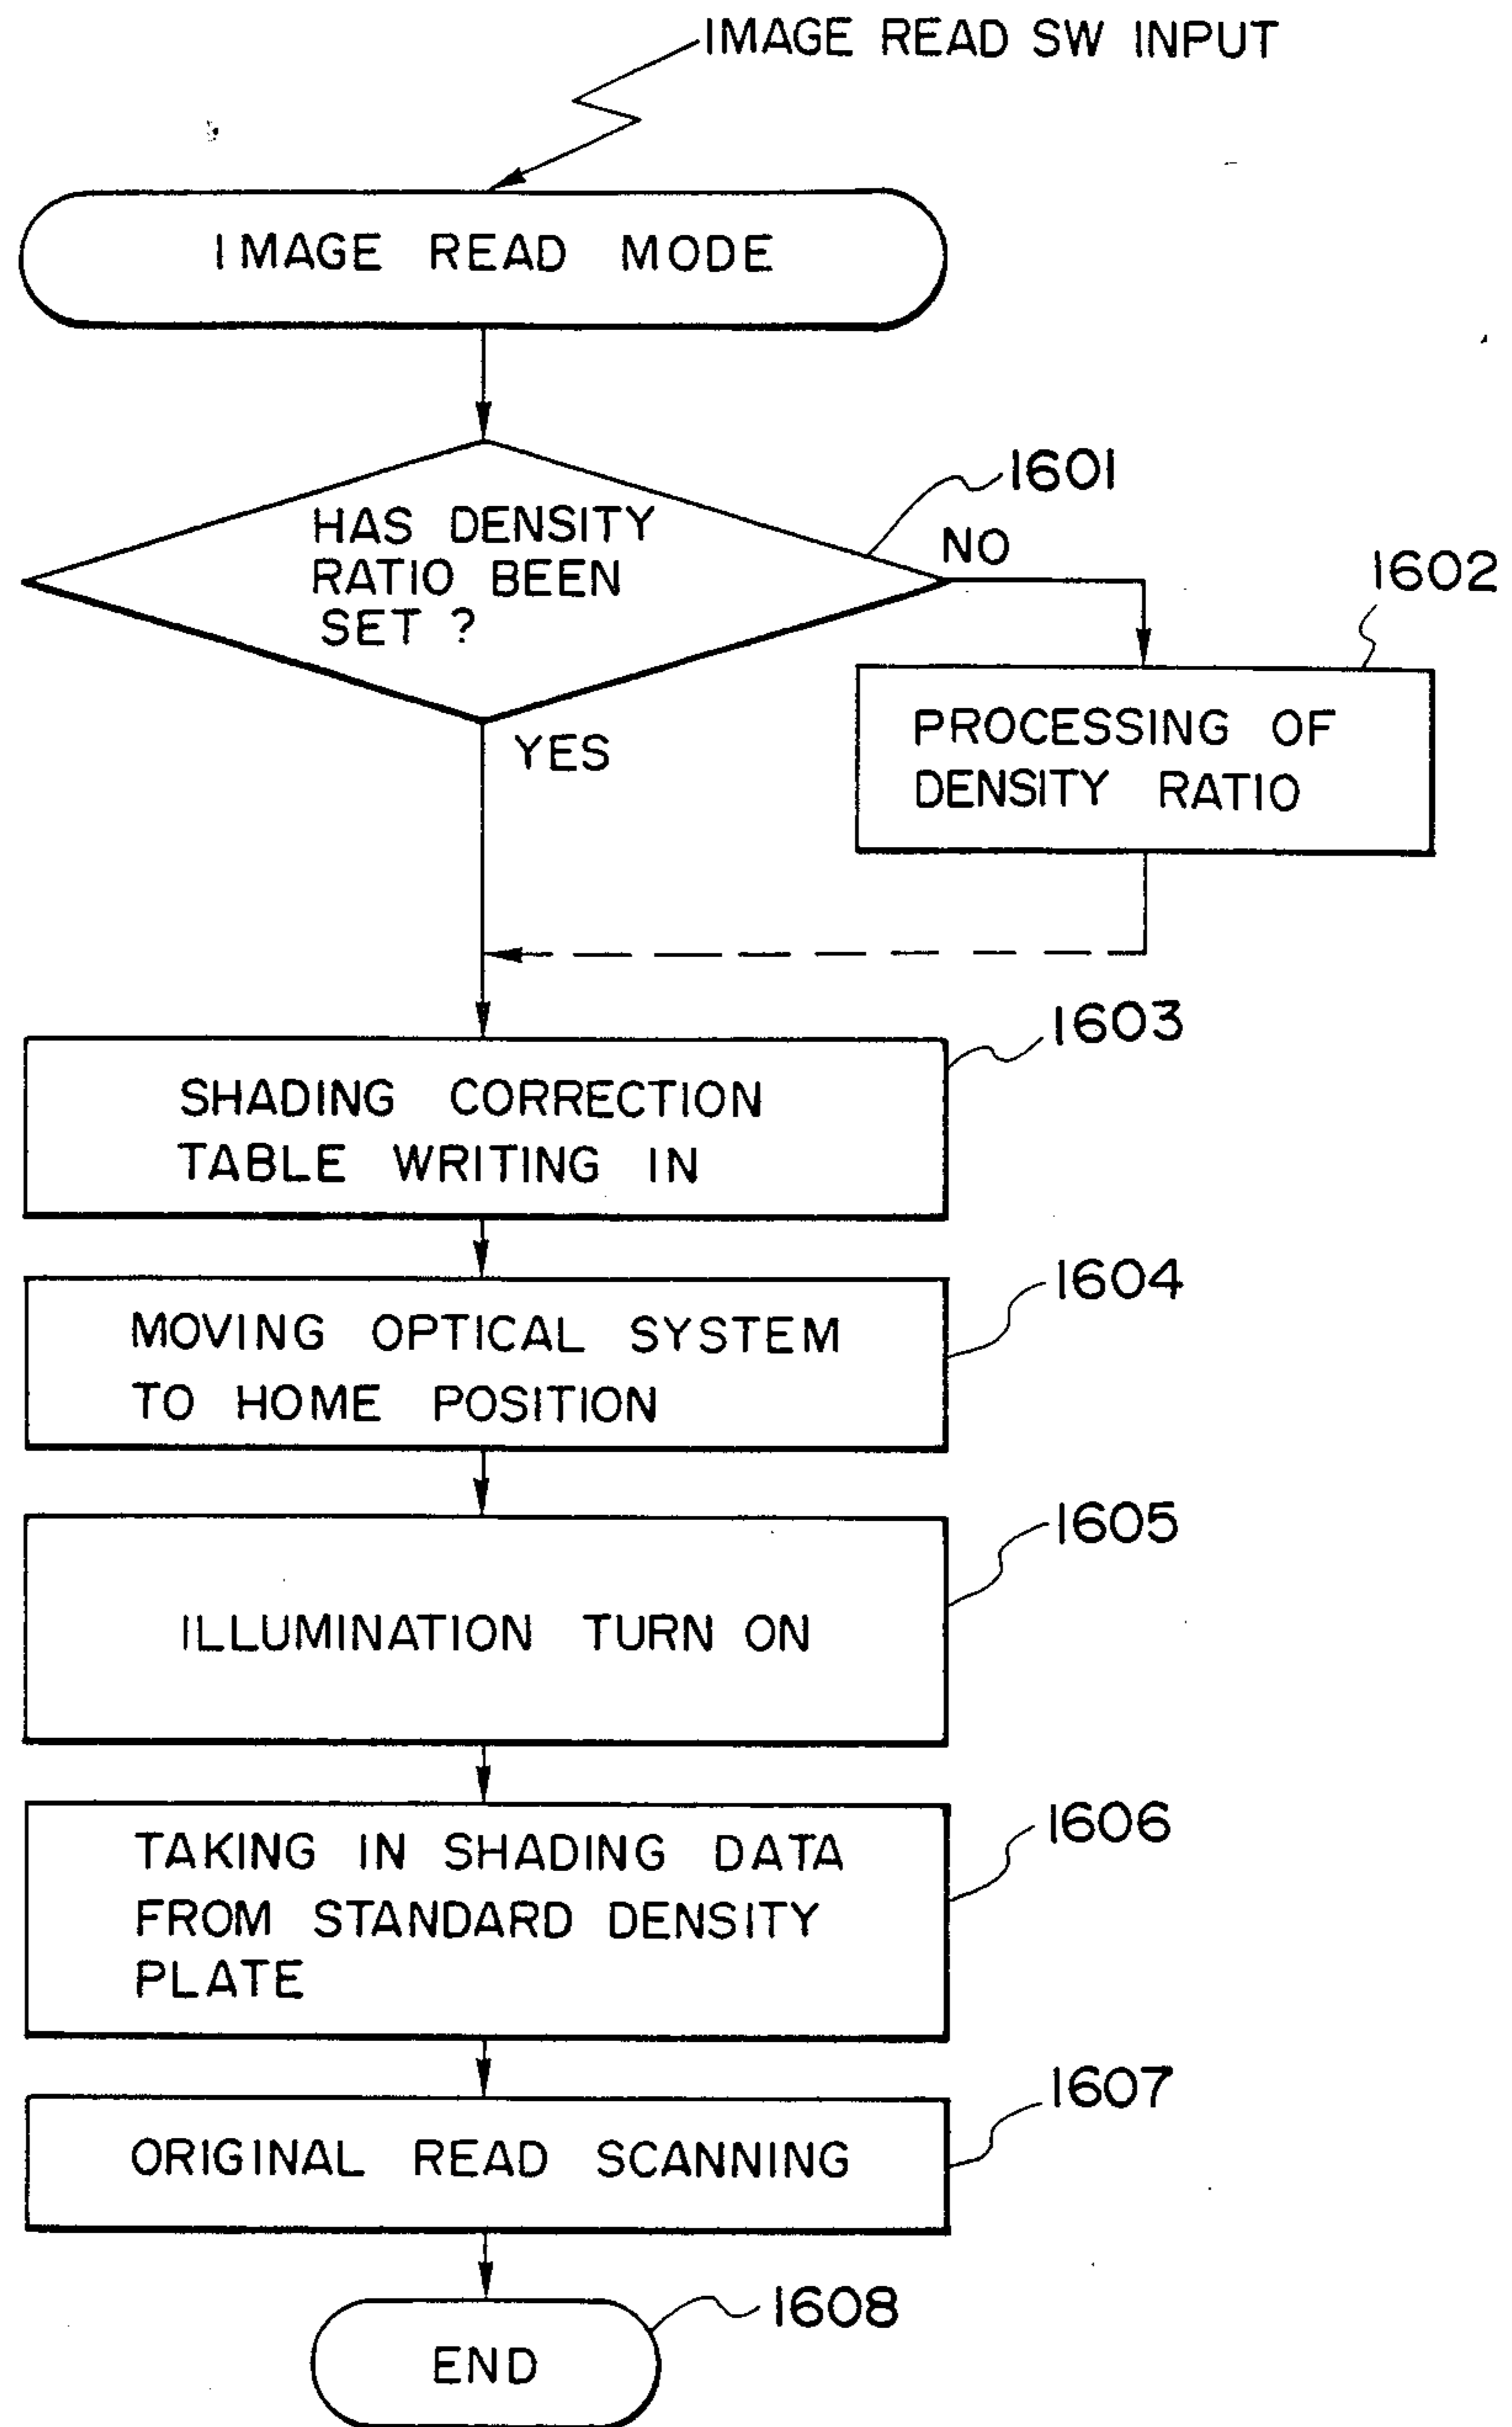 IMAGE READ SW INPUT
IMAGE READ MODE
1601
HAS DENSITY
RATIO BEEN
SET ?
NO
1602
YES
PROCESSING OF
DENSITY RATIO
1603
SHADING CORRECTION
TABLE WRITING IN
1604
MOVING OPTICAL SYSTEM
TO HOME POSITION
1605
ILLUMINATION TURN ON
1606
TAKING IN SHADING DATA
FROM STANDARD DENSITY
PLATE
1607
ORIGINAL READ SCANNING
1608
END